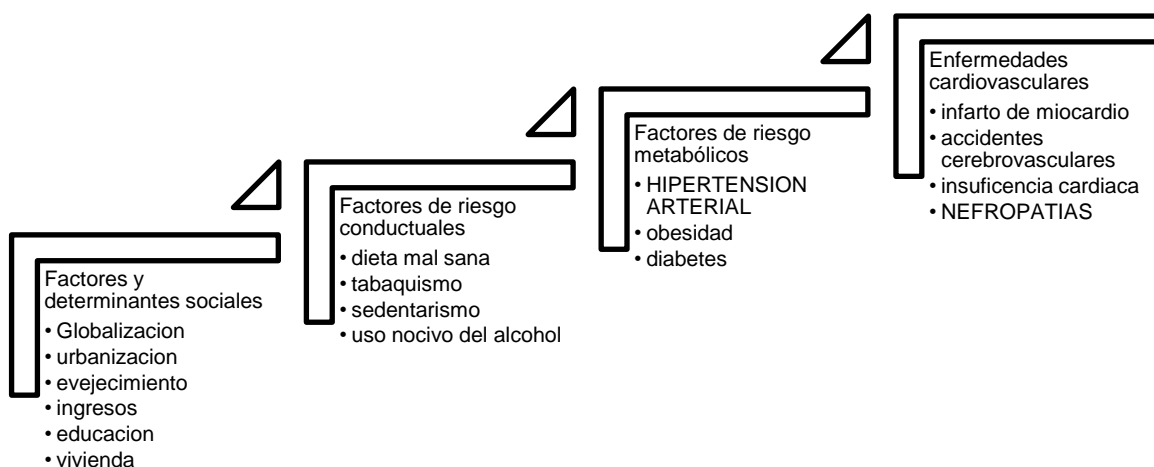 Factores y
determinantes sociales
• Globalizacion
• urbanizacion
• evejecimiento
• ingresos
• educacion
• vivienda
Factores de riesgo
conductuales
• dieta mal sana
• tabaquismo
• sedentarismo
• uso nocivo del alcohol
Factores de riesgo
metabólicos
• HIPERTENSION
ARTERIAL
• obesidad
• diabetes
Enfermedades
cardiovasculares
• infarto de miocardio
• accidentes
cerebrovasculares
• insuficencia cardiaca
• NEFROPATIAS